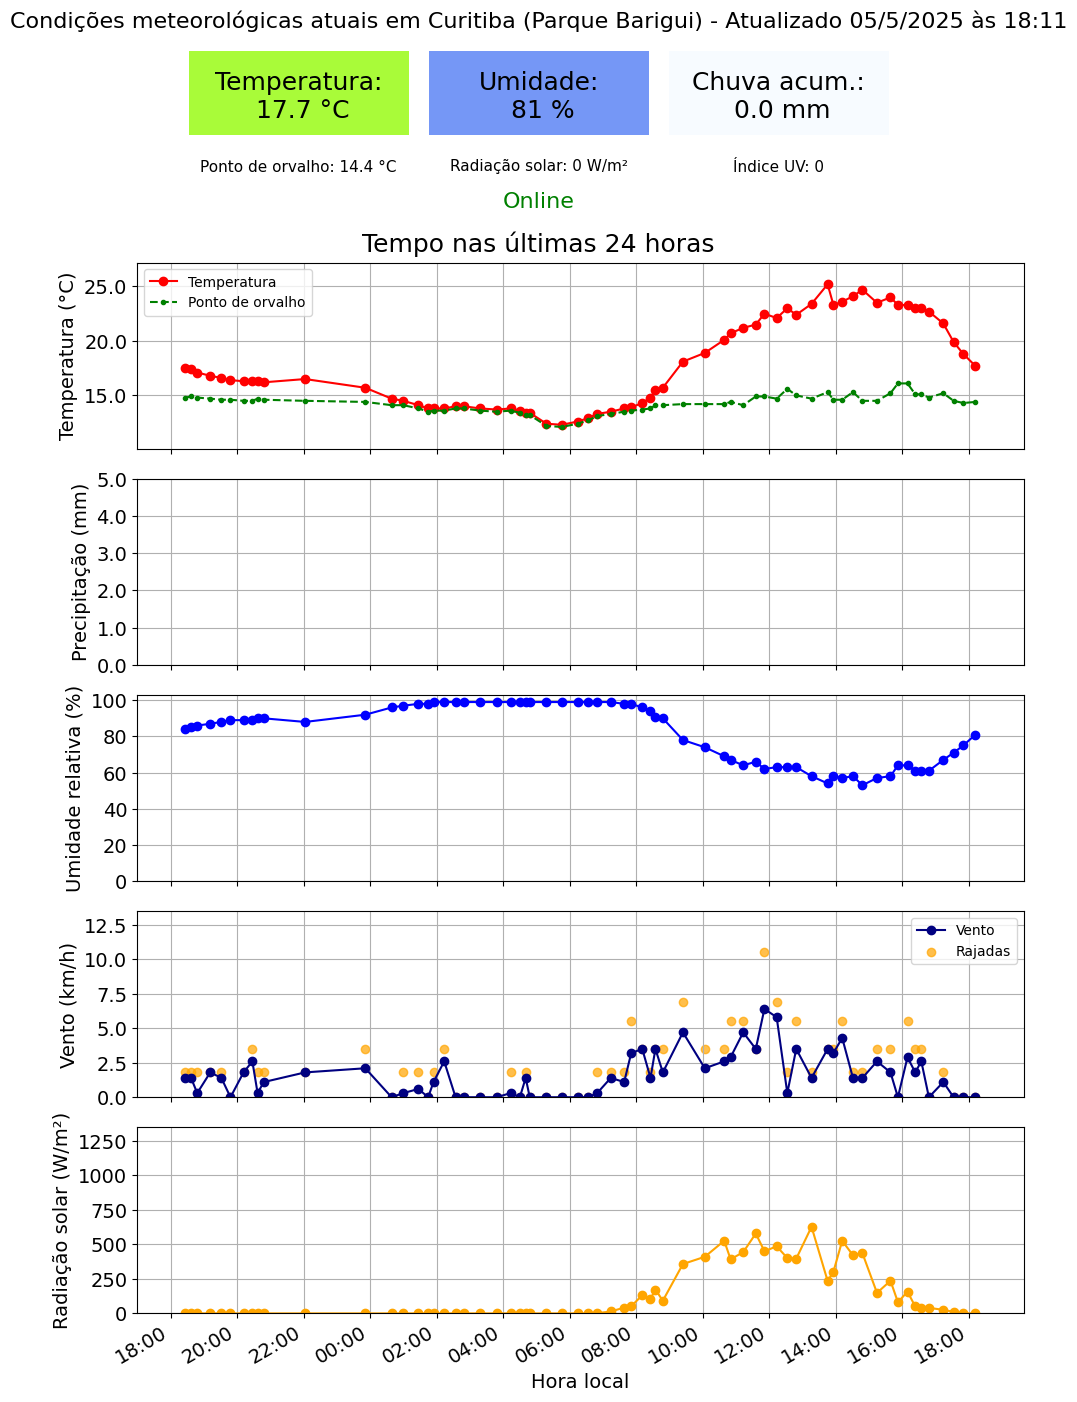 Condições meteorológicas atuais em Curitiba (Parque Barigui) - Atualizado 05/5/2025 às 18:11
Temperatura:
17.7 °C
Umidade:
81 %
Chuva acum.:
0.0 mm
Ponto de orvalho: 14.4 °C
Radiação solar: 0 W/m²
Índice UV: 0
Online
Tempo nas últimas 24 horas
Temperatura (°C)
25.0
20.0
15.0
Temperatura
Ponto de orvalho
Precipitação (mm)
5.0
4.0
3.0
2.0
1.0
0.0
Umidade relativa (%)
100
80
60
40
20
0
Vento (km/h)
12.5
10.0
7.5
5.0
2.5
0.0
Vento
Rajadas
Radiação solar (W/m²)
1250
1000
750
500
250
0
18:00
20:00
22:00
00:00
02:00
04:00
06:00
08:00
10:00
12:00
14:00
16:00
18:00
Hora local